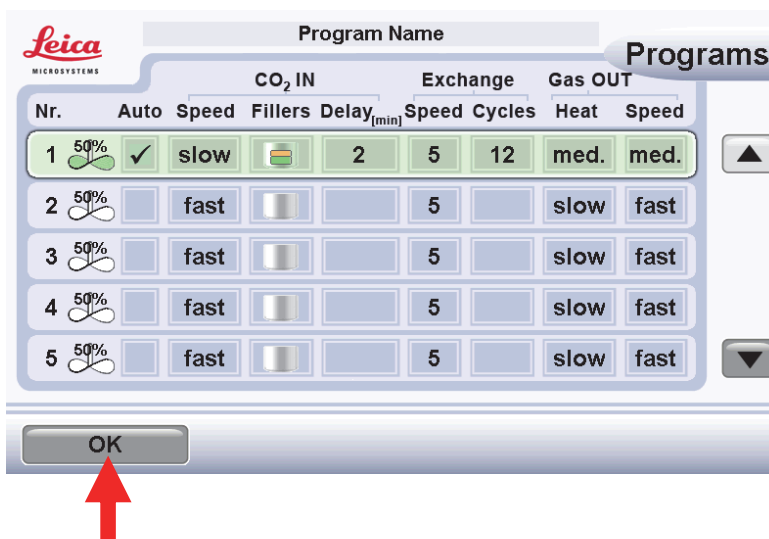 Program Name
Leica
MICROSYSTEMS
Programs
CO₂ IN Exchange Gas OUT
Nr. Auto Speed Fillers Delay[min] Speed Cycles Heat Speed
1 50% ✓ slow 2 5 12 med. med.
2 50% fast 5 slow fast
3 50% fast 5 slow fast
4 50% fast 5 slow fast
5 50% fast 5 slow fast
OK